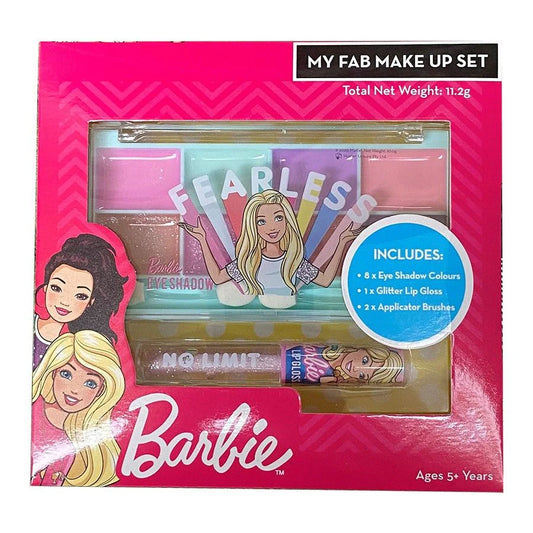 MY FAB MAKE UP SET
Total Net Weight: 11.2g
FEARLESS
Barbie
EYE SHADOW
INCLUDES:
• 8 x Eye Shadow Colours
• 1 x Glitter Lip Gloss
• 2 x Applicator Brushes
NO LIMIT
Barbie
LIP GLOSS
Barbie™
Ages 5+ Years